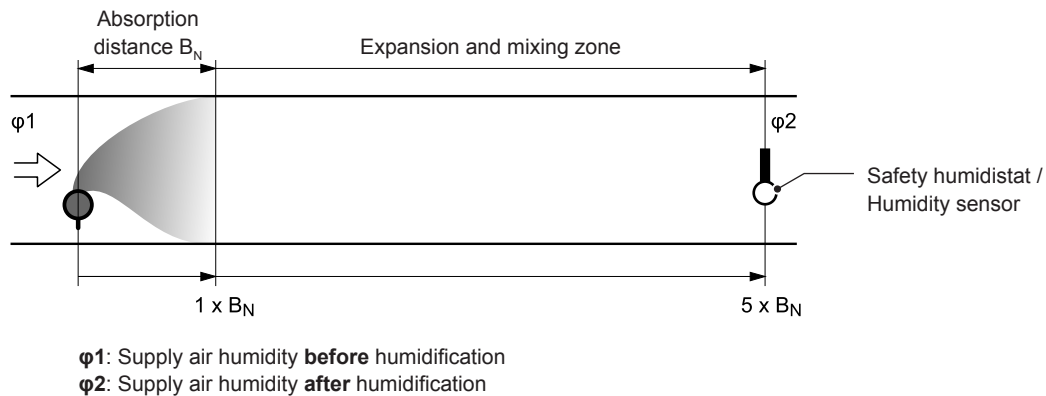 Absorption
distance B_N
Expansion and mixing zone
φ1
φ2
Safety humidistat /
Humidity sensor
1 x B_N
5 x B_N
φ1: Supply air humidity before humidification
φ2: Supply air humidity after humidification